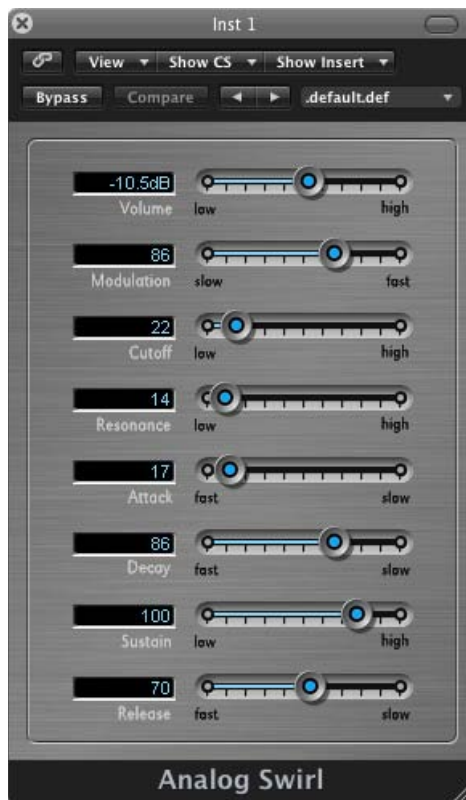 Inst 1
View Show CS Show Insert
Bypass Compare .default.def
-10.5dB
Volume low high
86
Modulation slow fast
22
Cutoff low high
14
Resonance low high
17
Attack fast slow
86
Decay fast slow
100
Sustain low high
70
Release fast slow
Analog Swirl